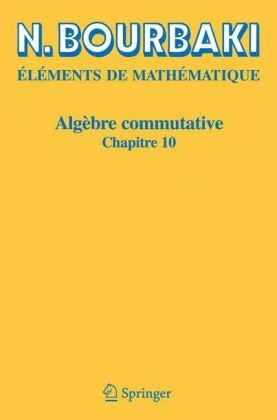 N. BOURBAKI
ÉLÉMENTS DE MATHÉMATIQUE
Algèbre commutative
Chapitre 10
Springer